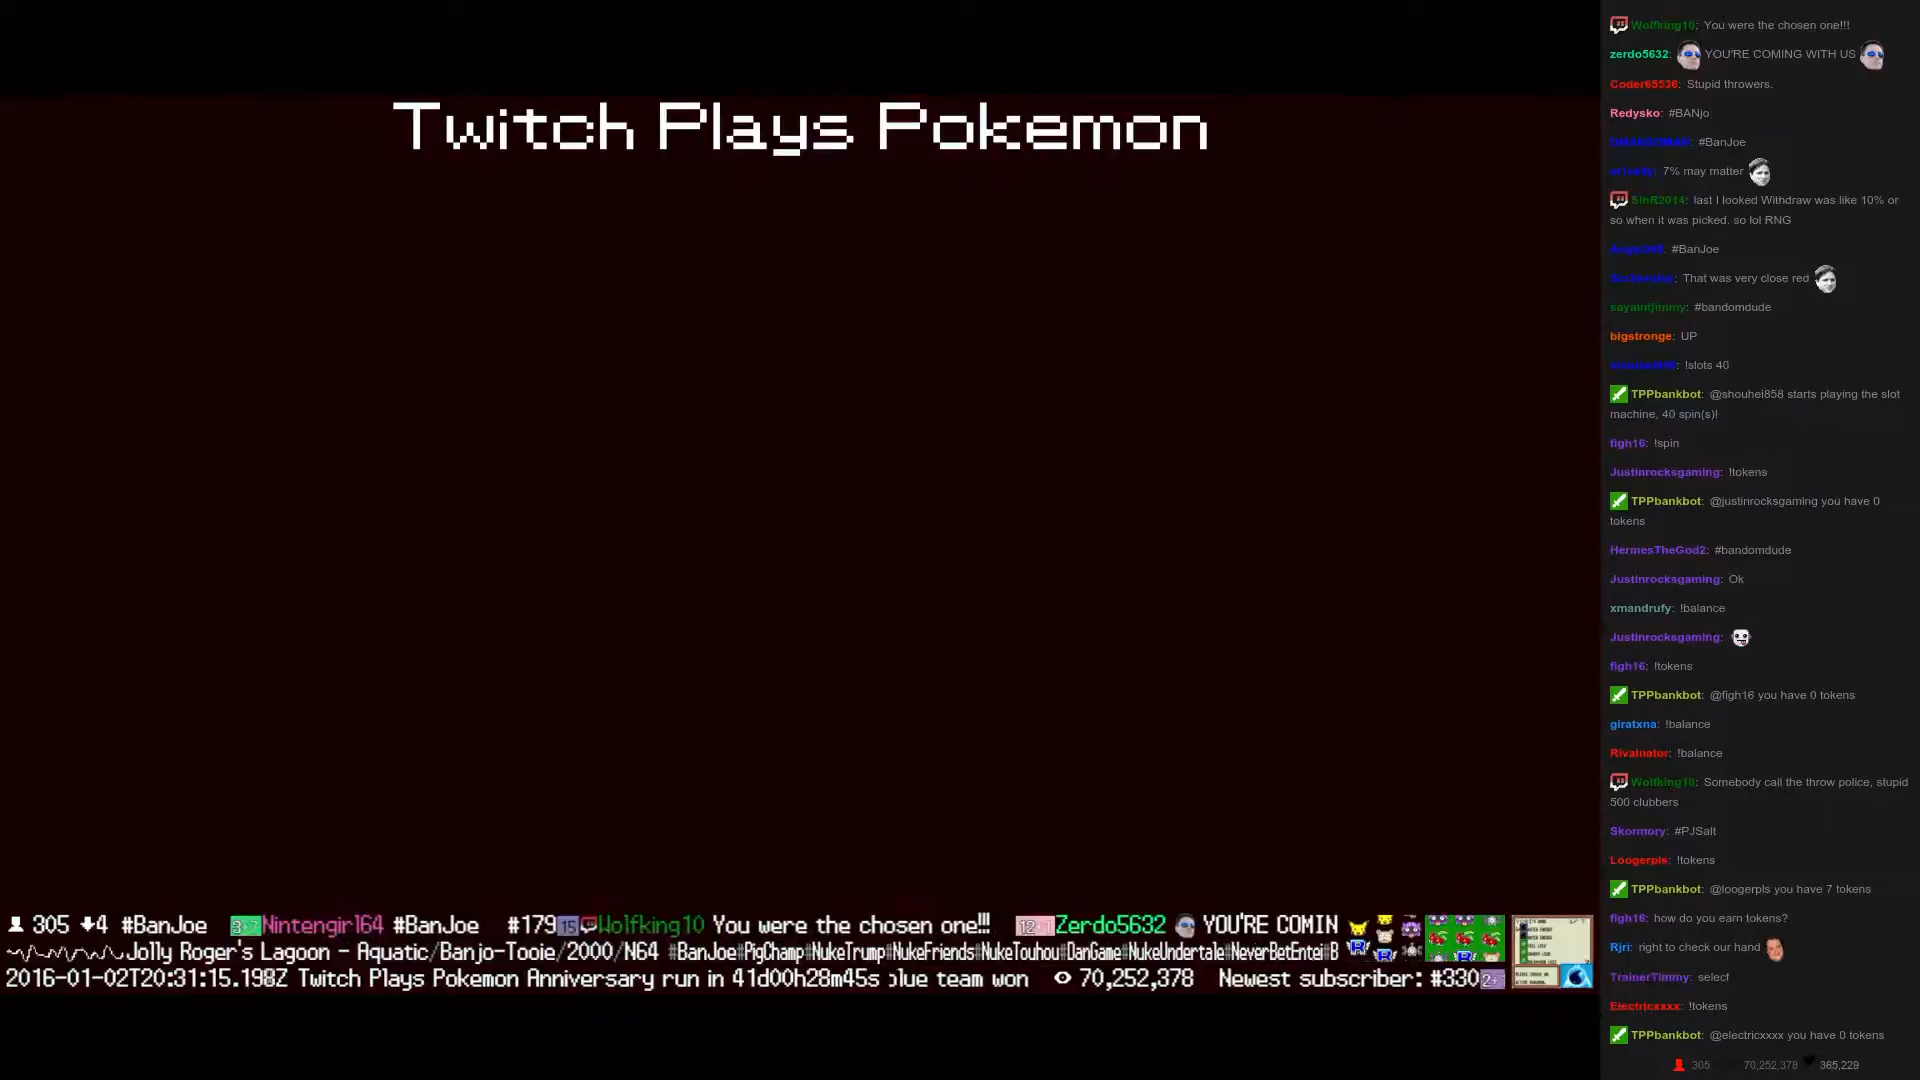 Twitch Plays Pokemon
305 4 #BanJoe 3+7 Nintengirl64 #BanJoe #179 15 Wolfking10 You were the chosen one!!! 12-1 Zerdo5632 YOU'RE COMIN
Jolly Roger's Lagoon - Aquatic/Banjo-Tooie/2000/N64 #BanJoe#PigChamp#NukeTrump#NukeFriends#NukeTouhou#DanGame#NukeUndertale#NeverBetEntei#B
2016-01-02T20:31:15.198Z Twitch Plays Pokemon Anniversary run in 41d00h28m45s blue team won 70,252,378 Newest subscriber: #330 2+
Wolfking10: You were the chosen one!!!
zerdo5632: YOU'RE COMING WITH US
Coder65536: Stupid throwers.
Redysko: #BANjo
#BanJoe
7% may matter
SinR2014: last I looked Withdraw was like 10% or
so when it was picked. so lol RNG
#BanJoe
That was very close red
sayaintjimmy: #bandomdude
bigstronge: UP
!slots 40
TPPbankbot: @shouhei858 starts playing the slot
machine, 40 spin(s)!
figh16: !spin
Justinrocksgaming: !tokens
TPPbankbot: @justinrocksgaming you have 0
tokens
HermesTheGod2: #bandomdude
Justinrocksgaming: Ok
xmandrufy: !balance
Justinrocksgaming:
figh16: !tokens
TPPbankbot: @figh16 you have 0 tokens
giratxna: !balance
Rivalnator: !balance
Wolfking10: Somebody call the throw police, stupid
500 clubbers
Skormory: #PJSalt
Loogerpls: !tokens
TPPbankbot: @loogerpls you have 7 tokens
figh16: how do you earn tokens?
Rjri: right to check our hand
TrainerTimmy: select
Electricxxxx: !tokens
TPPbankbot: @electricxxxx you have 0 tokens
305 70,252,378 365,229